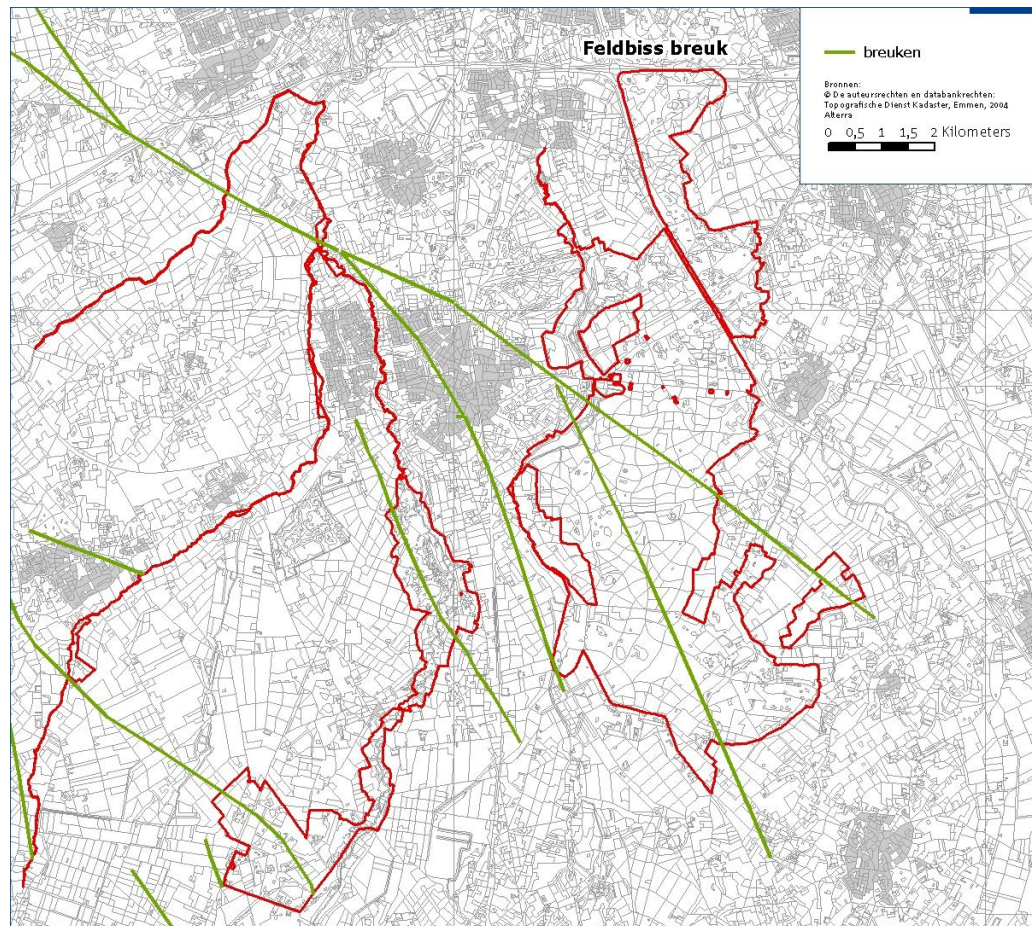 Feldbiss breuk
breuken
Bronnen:
© De auteursrechten en databankrechten:
Topografische Dienst Kadaster, Emmen, 2004
Alterra
0 0,5 1 1,5 2 Kilometers